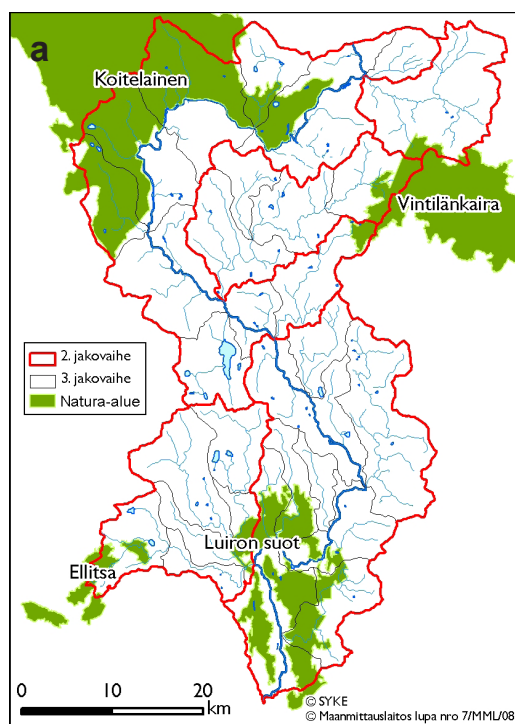 a
Koitelainen
Vintilänkaira
2. jakovaihe
3. jakovaihe
Natura-alue
Luiron suot
Ellitsa
0 10 20
km
© SYKE
© Maanmittauslaitos lupa nro 7/MML/08